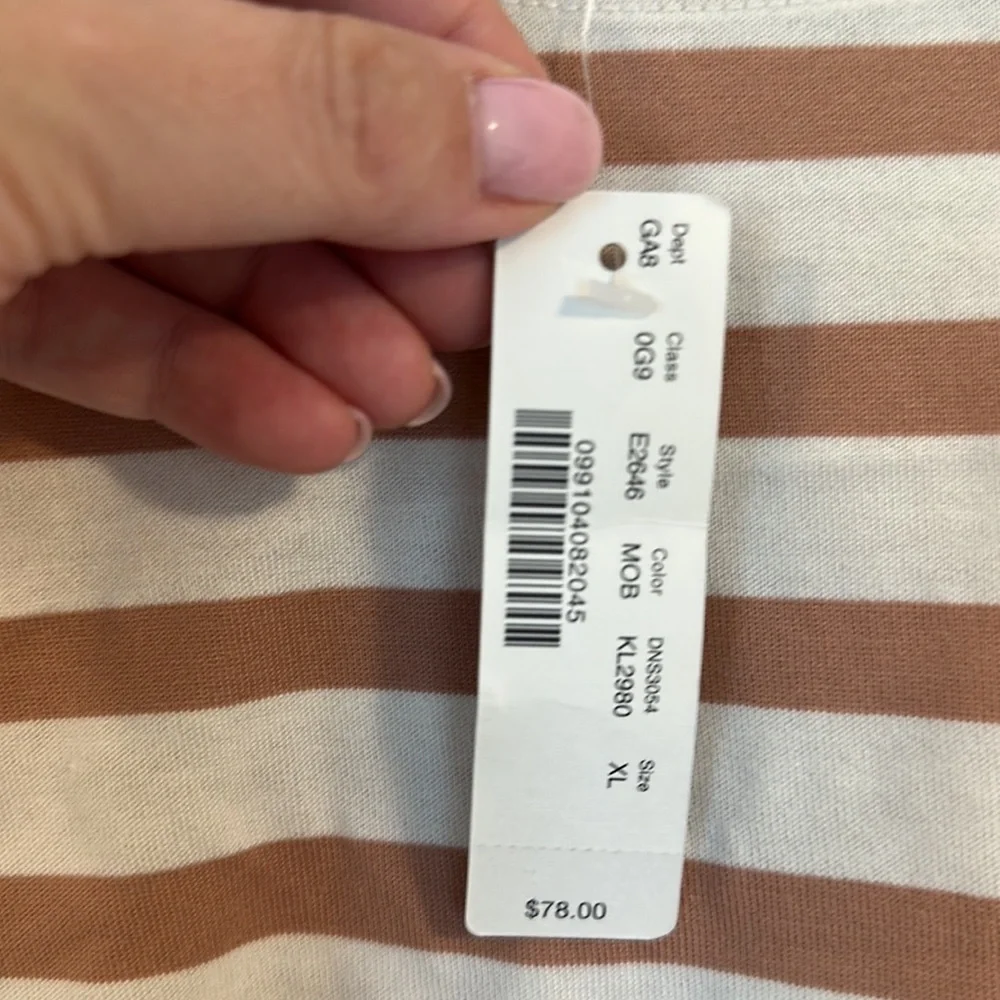 Dept Class Style Color DNS3054 Size
GA8 0G9 E2646 MOB KL2980 XL
099104082045
$78.00